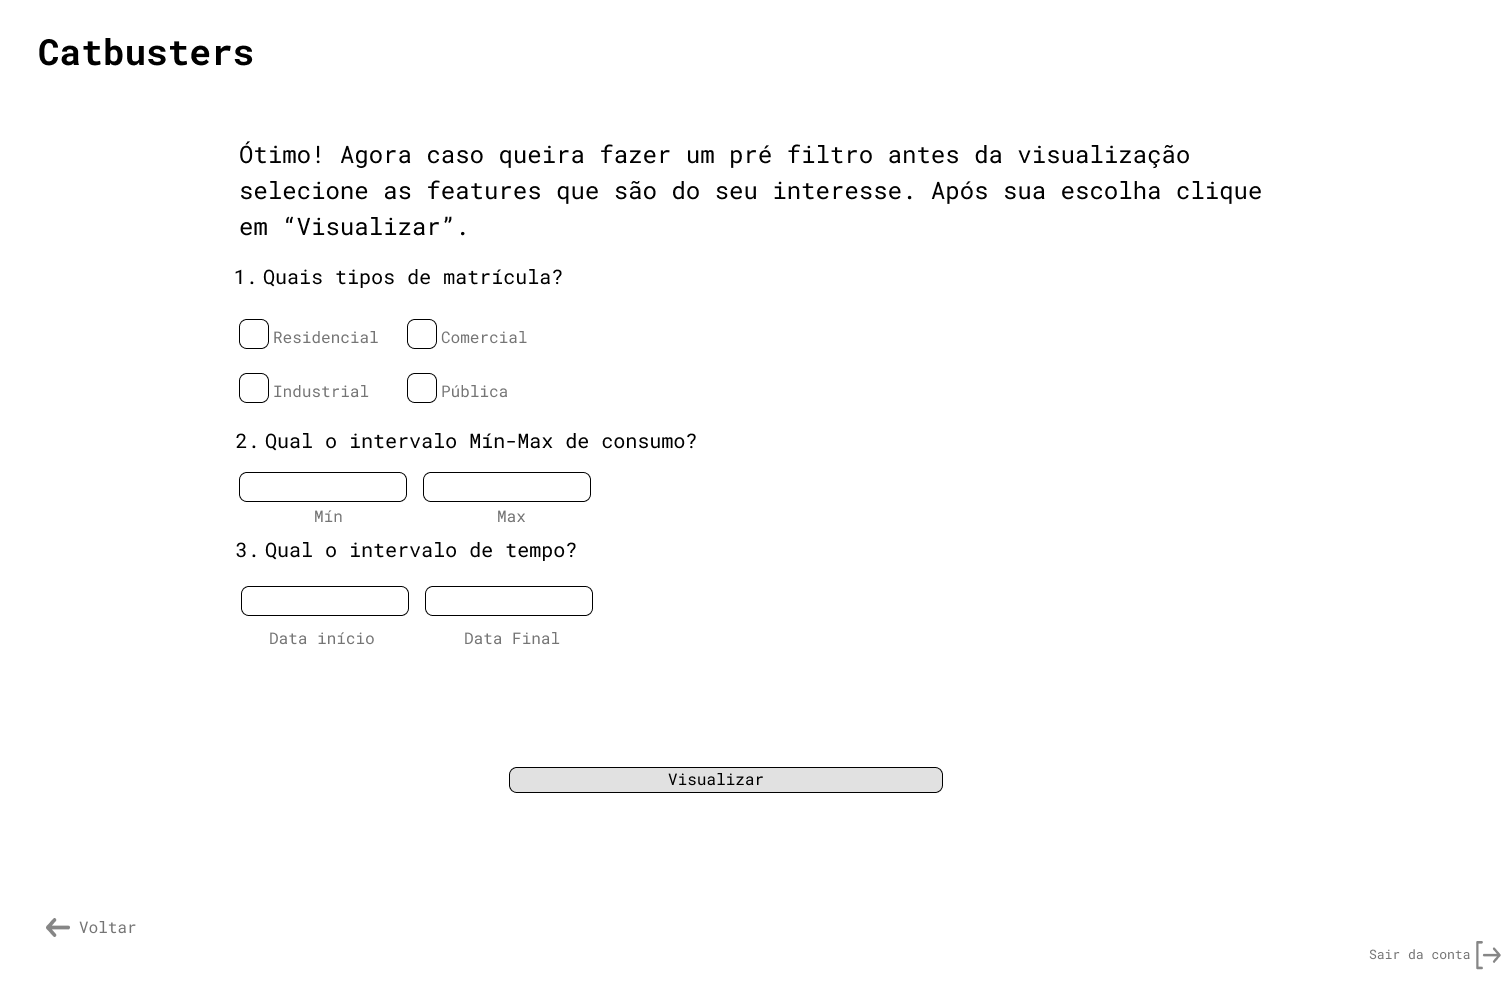 Catbusters
Ótimo! Agora caso queira fazer um pré filtro antes da visualização
selecione as features que são do seu interesse. Após sua escolha clique
em “Visualizar”.
1. Quais tipos de matrícula?
Residencial Comercial
Industrial Pública
2. Qual o intervalo Mín-Max de consumo?
Mín Max
3. Qual o intervalo de tempo?
Data início Data Final
Visualizar
Voltar
Sair da conta